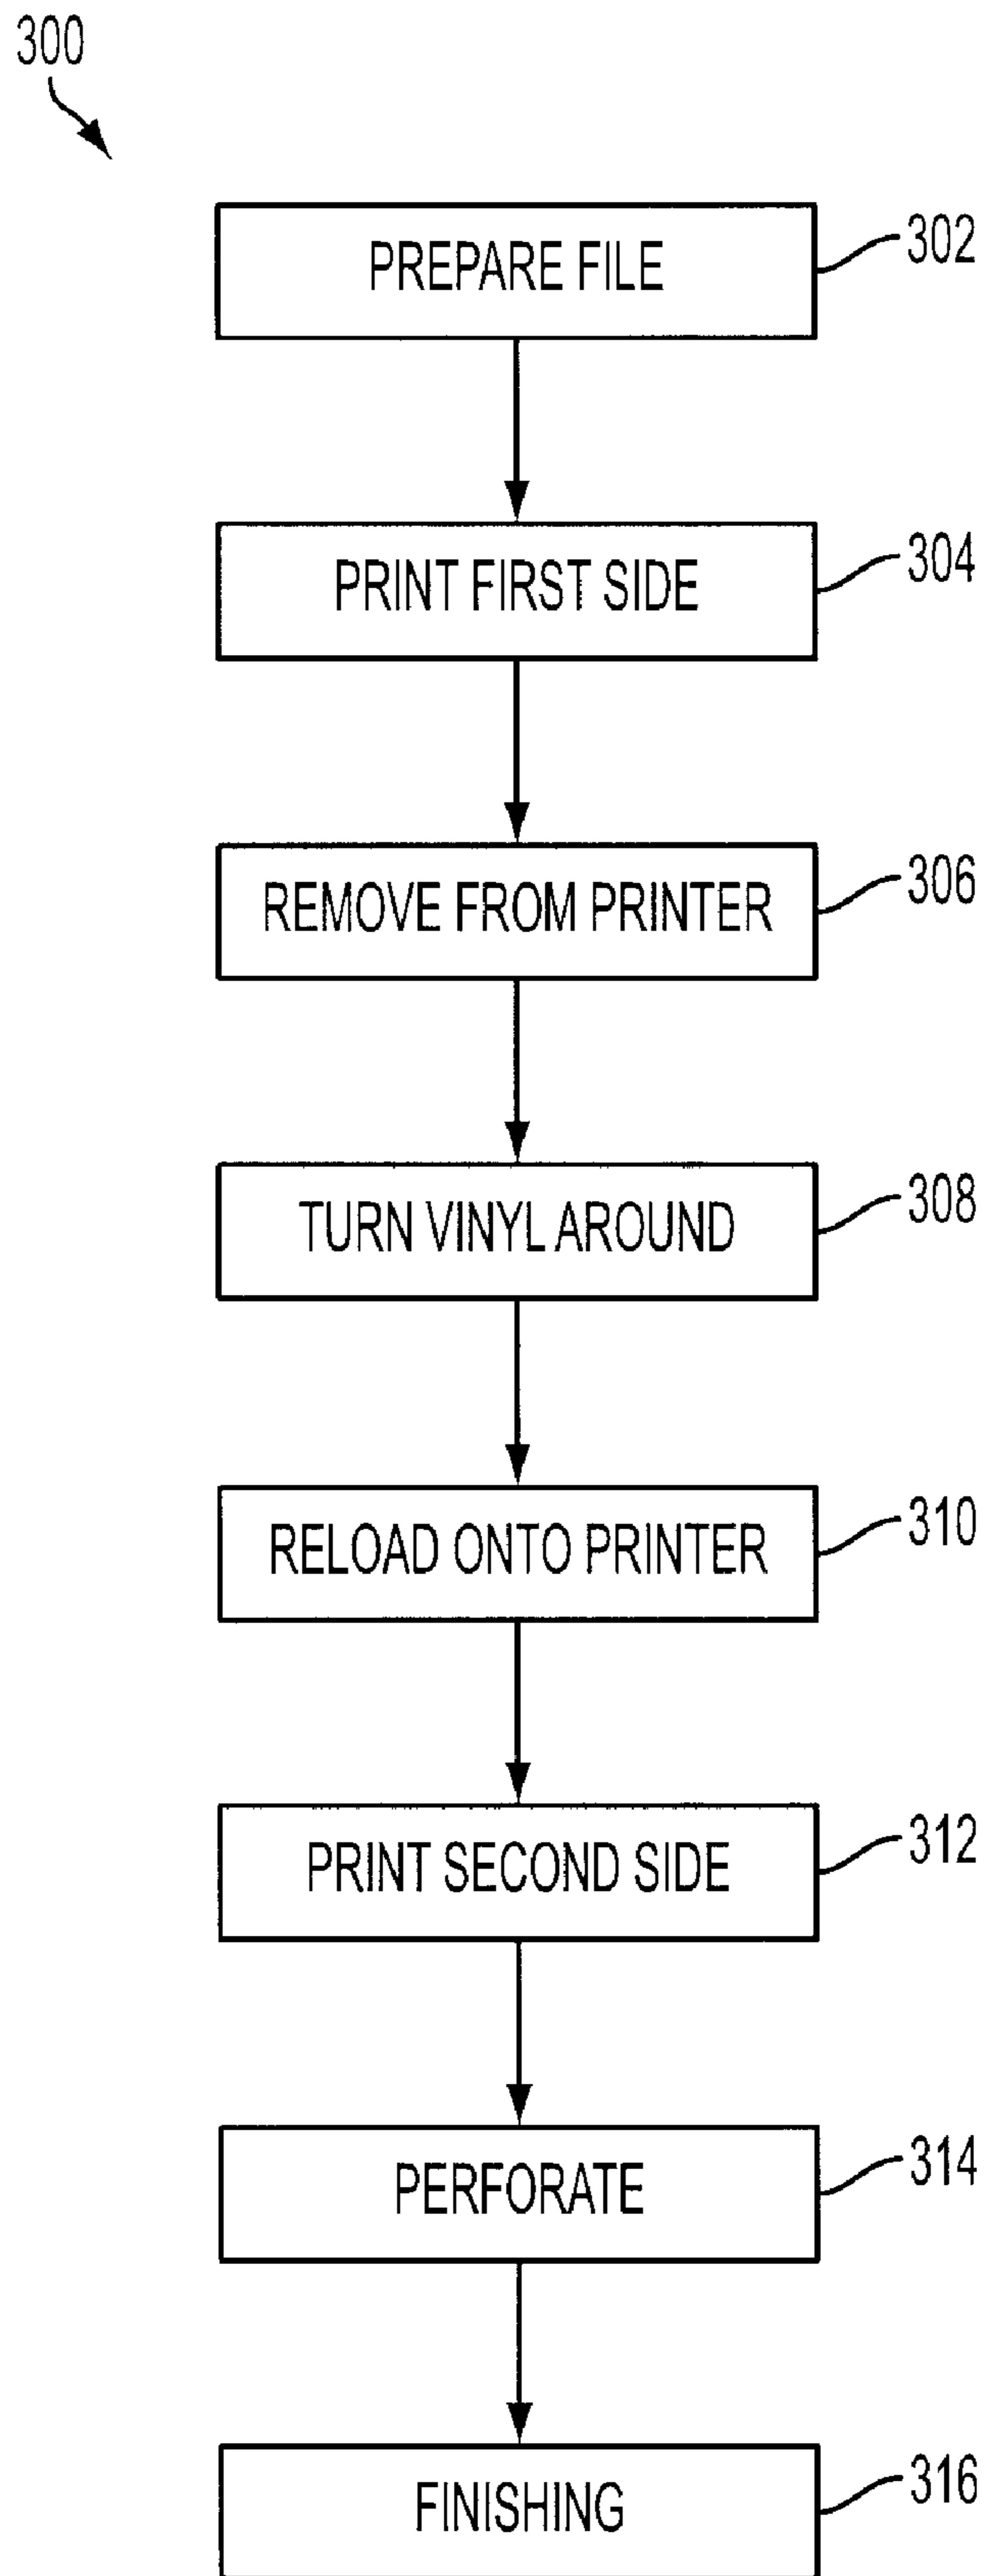 300
PREPARE FILE 302
PRINT FIRST SIDE 304
REMOVE FROM PRINTER 306
TURN VINYL AROUND 308
RELOAD ONTO PRINTER 310
PRINT SECOND SIDE 312
PERFORATE 314
FINISHING 316